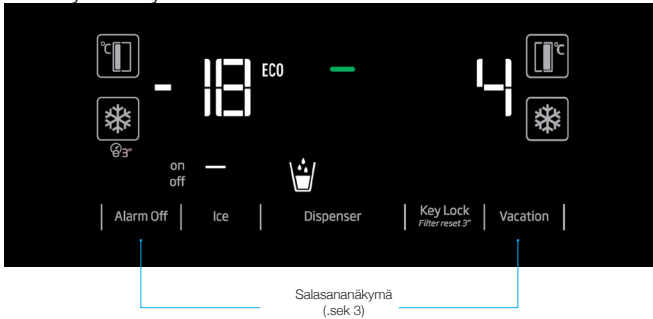 °C
°C
- 18
ECO
4
3"
on
off
Alarm Off
Ice
Dispenser
Key Lock
Filter reset 3"
Vacation
Salasananäkymä
(.sek 3)